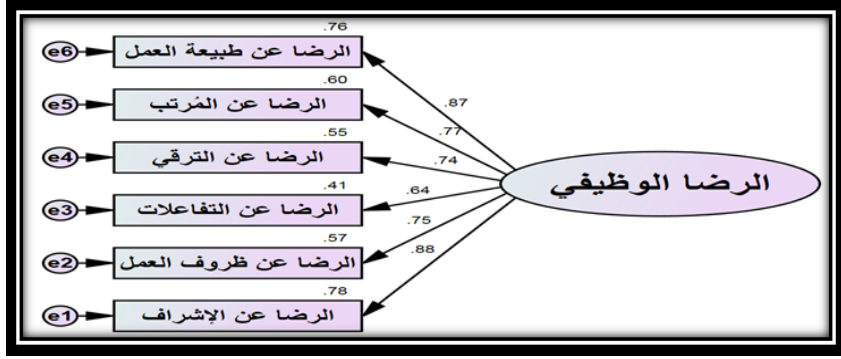 .76
الرضا عن طبيعة العمل
e6
.60
الرضا عن المُرتب
e5
.55
الرضا عن الترقي
e4
.41
الرضا عن التفاعلات
e3
.57
الرضا عن ظروف العمل
e2
.78
الرضا عن الإشراف
e1
.87
.77
.74
.64
.75
.88
الرضا الوظيفي